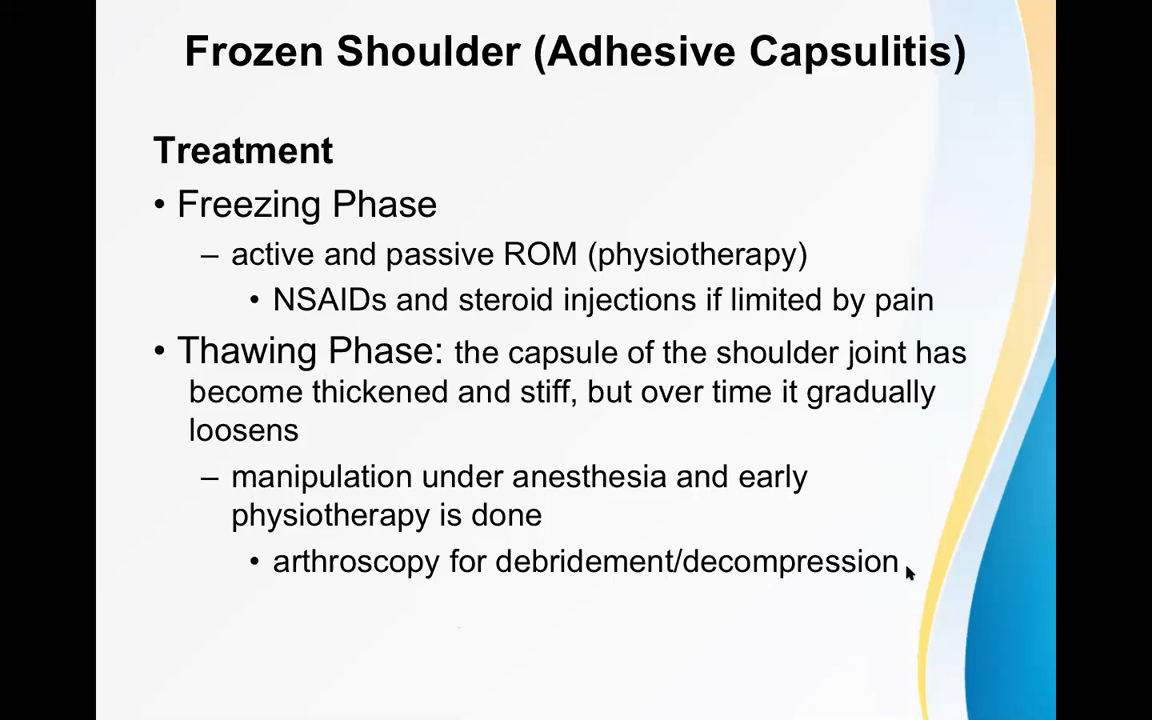 Frozen Shoulder (Adhesive Capsulitis)
Treatment
• Freezing Phase
– active and passive ROM (physiotherapy)
• NSAIDs and steroid injections if limited by pain
• Thawing Phase: the capsule of the shoulder joint has
become thickened and stiff, but over time it gradually
loosens
– manipulation under anesthesia and early
physiotherapy is done
• arthroscopy for debridement/decompression